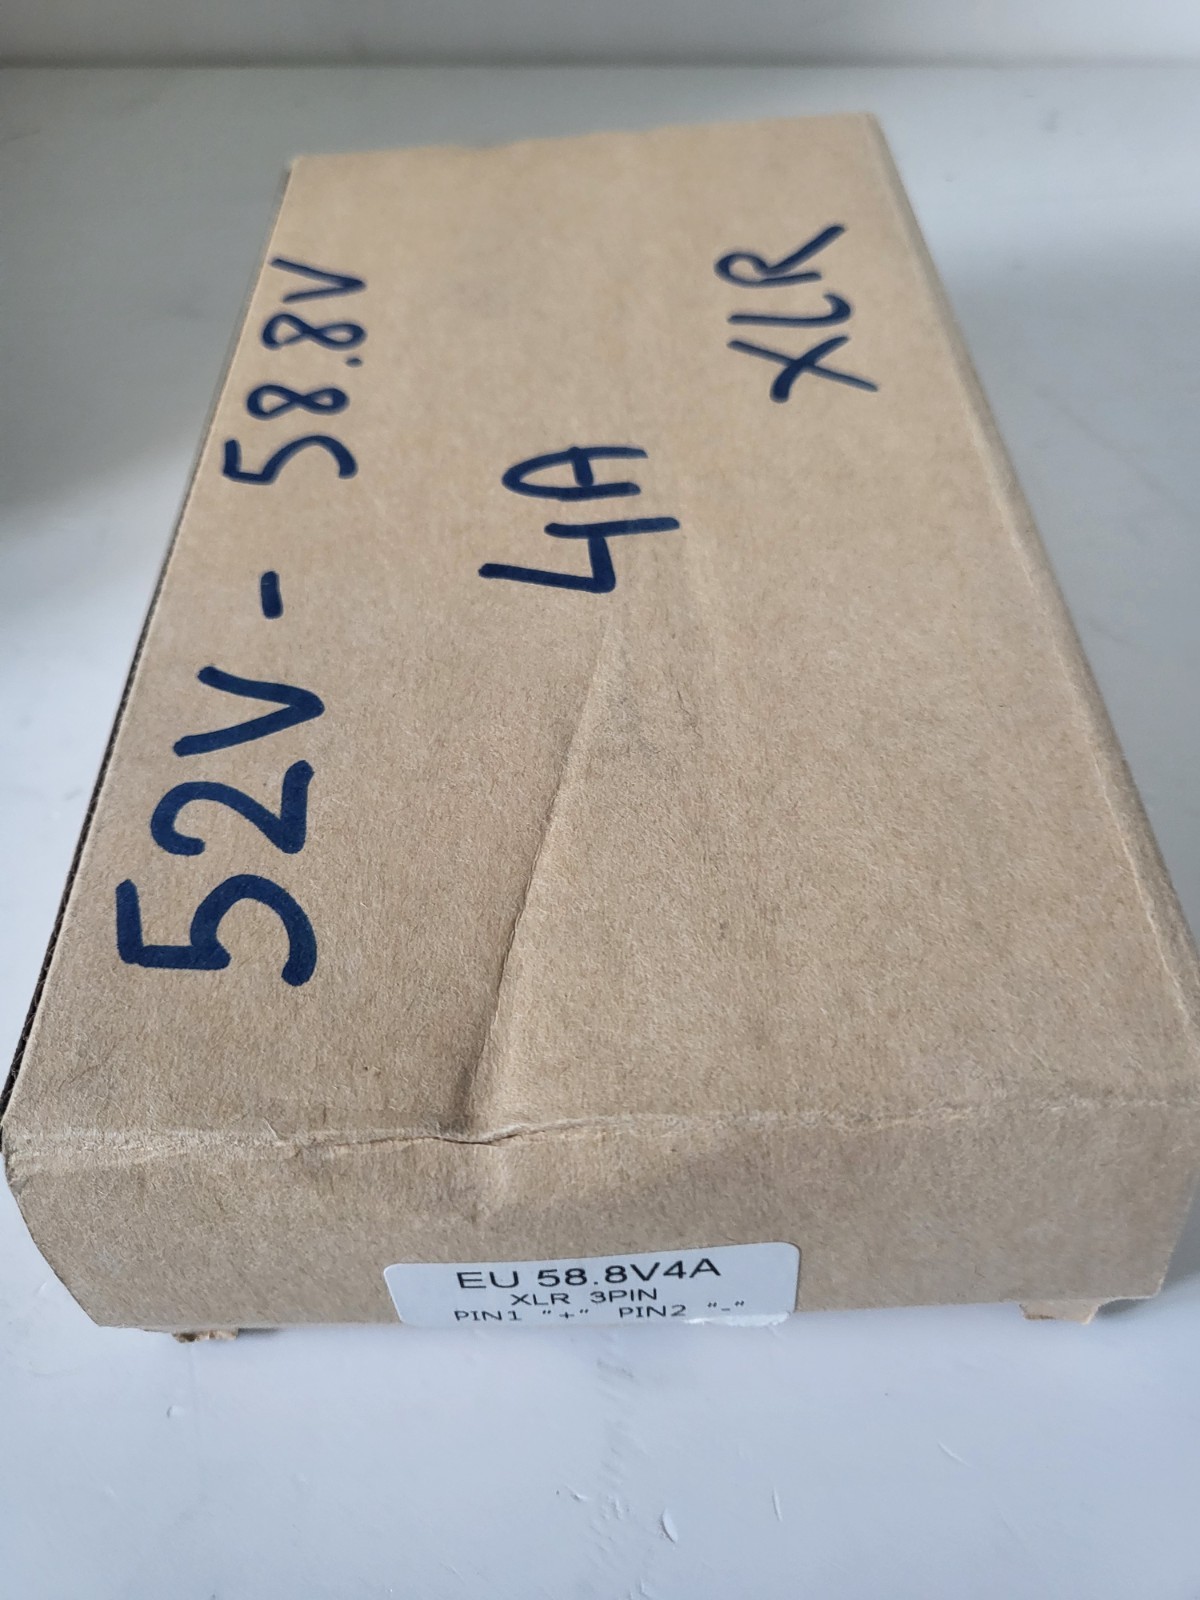 52V - 58.8V
4A
XLR
EU 58.8V4A
XLR 3PIN
PIN1 "+" PIN2 "-"